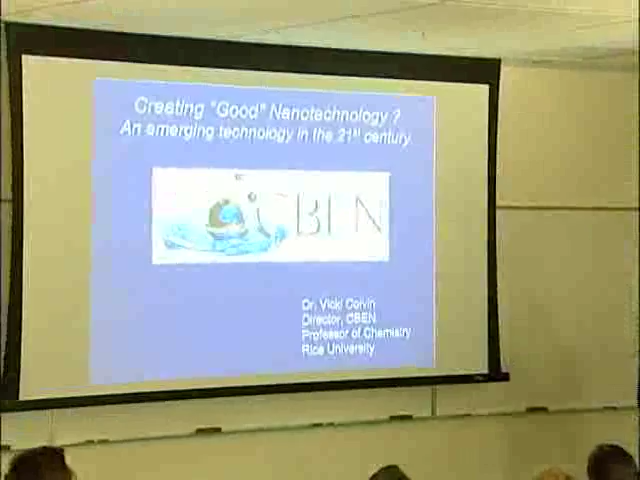 Creating "Good" Nanotechnology ?
An emerging technology in the 21st century
CBEN
Dr. Vicki Colvin
Director, CBEN
Professor of Chemistry
Rice University